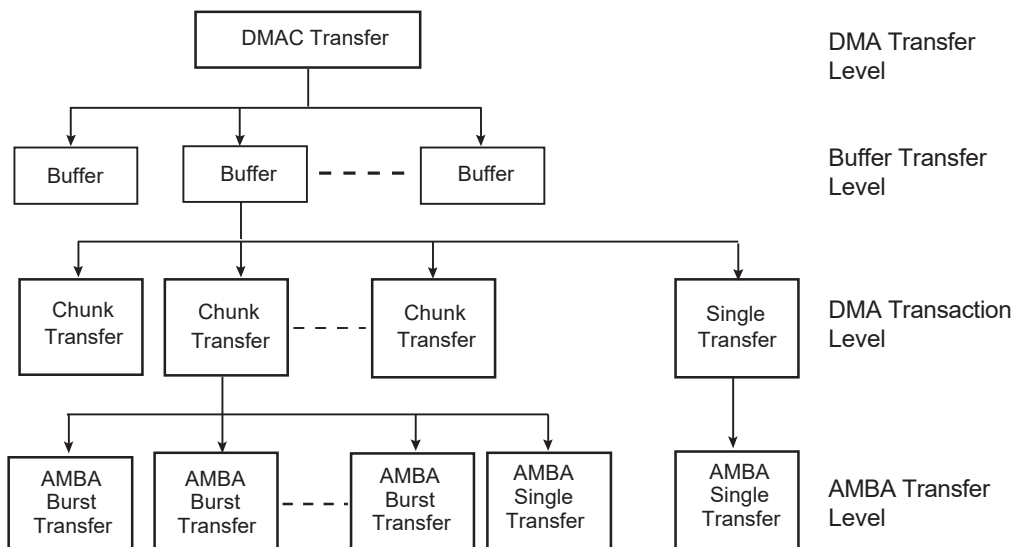 DMAC Transfer
DMA Transfer
Level
Buffer
Buffer
Buffer
Buffer Transfer
Level
Chunk
Transfer
Chunk
Transfer
Chunk
Transfer
Single
Transfer
DMA Transaction
Level
AMBA
Burst
Transfer
AMBA
Burst
Transfer
AMBA
Burst
Transfer
AMBA
Single
Transfer
AMBA
Single
Transfer
AMBA Transfer
Level